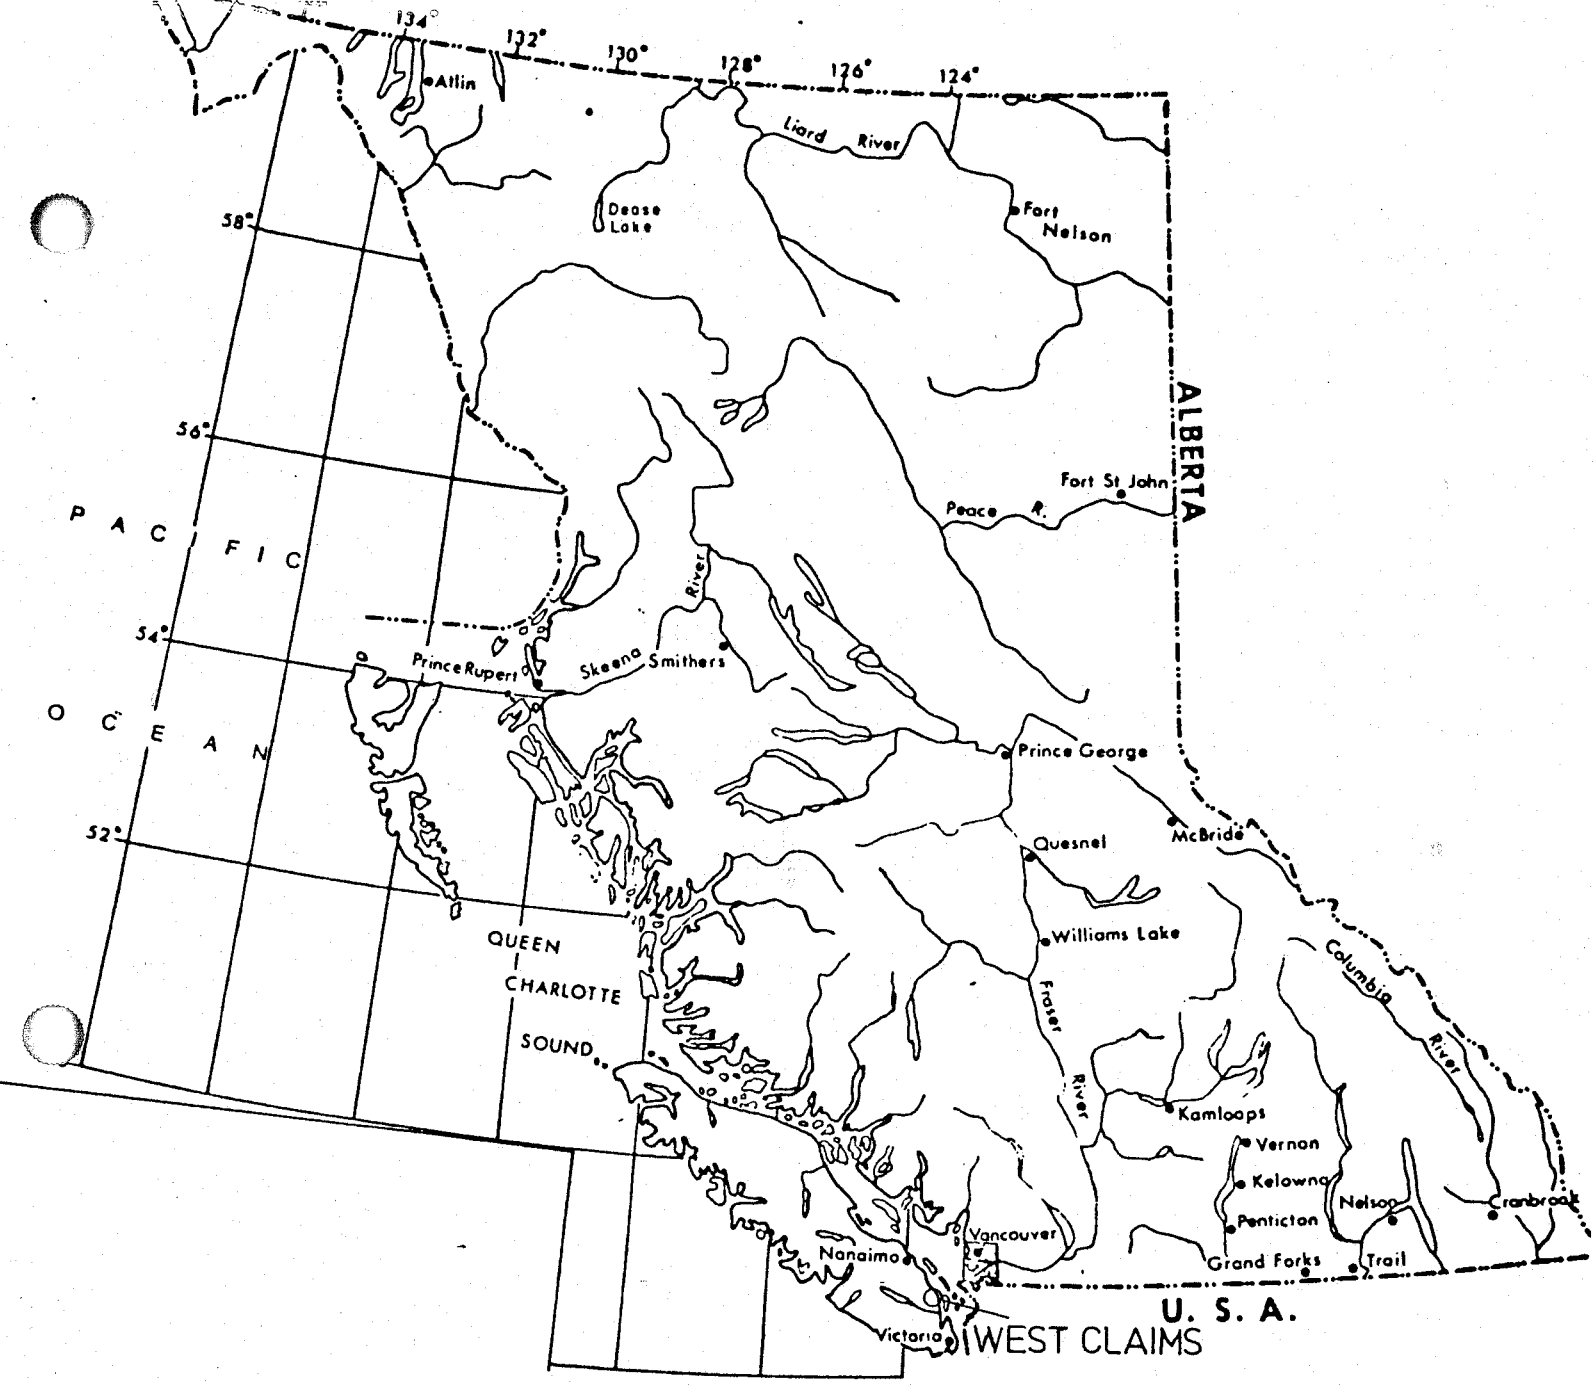 134° 132° 130° 128° 126° 124°
Atlin
Liard River
Dease
Lake
Fort
Nelson
58°
ALBERTA
56°
Fort St John
Peace R.
PACIFIC
River
54°
Prince Rupert
Skeena
Smithers
OCEAN
Prince George
52°
McBride
Quesnel
QUEEN
Williams Lake
CHARLOTTE
Columbia
River
SOUND
Fraser
River
Kamloops
Vernon
Kelowna
Nelson
Cranbrook
Penticton
Vancouver
Nanaimo
Grand Forks
Trail
U. S. A.
Victoria
WEST CLAIMS